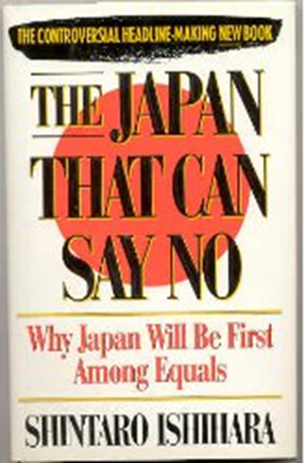 THE CONTROVERSIAL HEADLINE-MAKING NEW BOOK
THE JAPAN
THAT CAN
SAY NO
Why Japan Will Be First
Among Equals
SHINTARO ISHIHARA